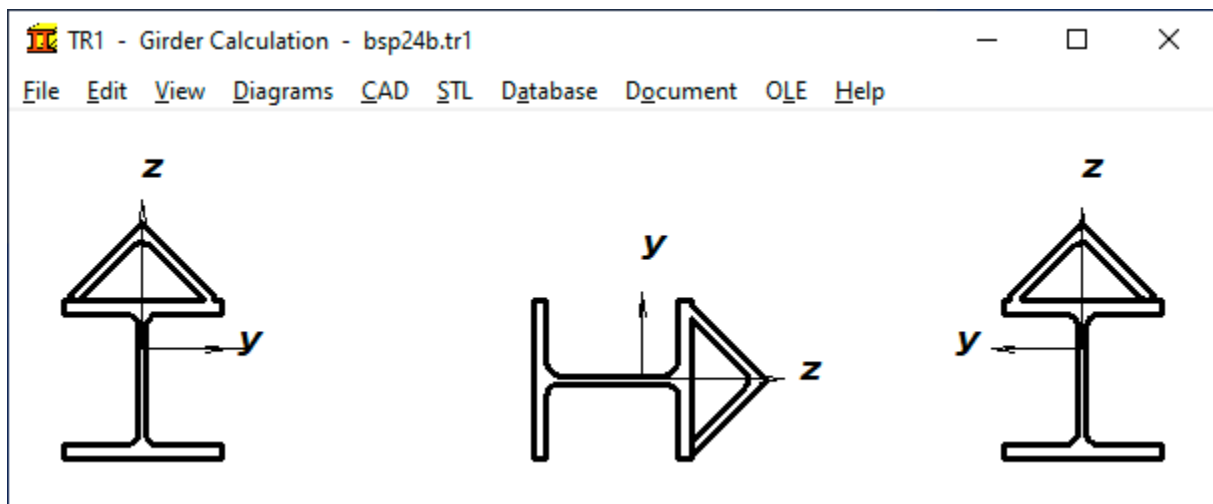 TR1 - Girder Calculation - bsp24b.tr1
File Edit View Diagrams CAD STL Database Document OLE Help
z
y
y
z
z
y